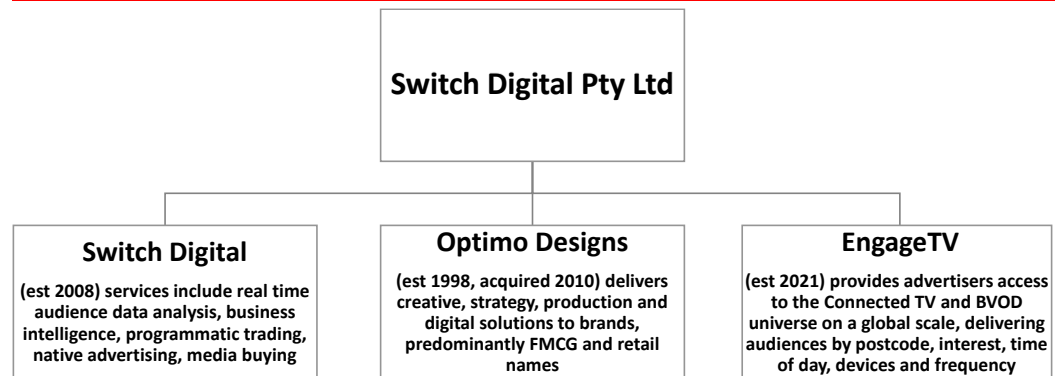 Switch Digital Pty Ltd
Switch Digital
(est 2008) services include real time
audience data analysis, business
intelligence, programmatic trading,
native advertising, media buying
Optimo Designs
(est 1998, acquired 2010) delivers
creative, strategy, production and
digital solutions to brands,
predominantly FMCG and retail
names
EngageTV
(est 2021) provides advertisers access
to the Connected TV and BVOD
universe on a global scale, delivering
audiences by postcode, interest, time
of day, devices and frequency